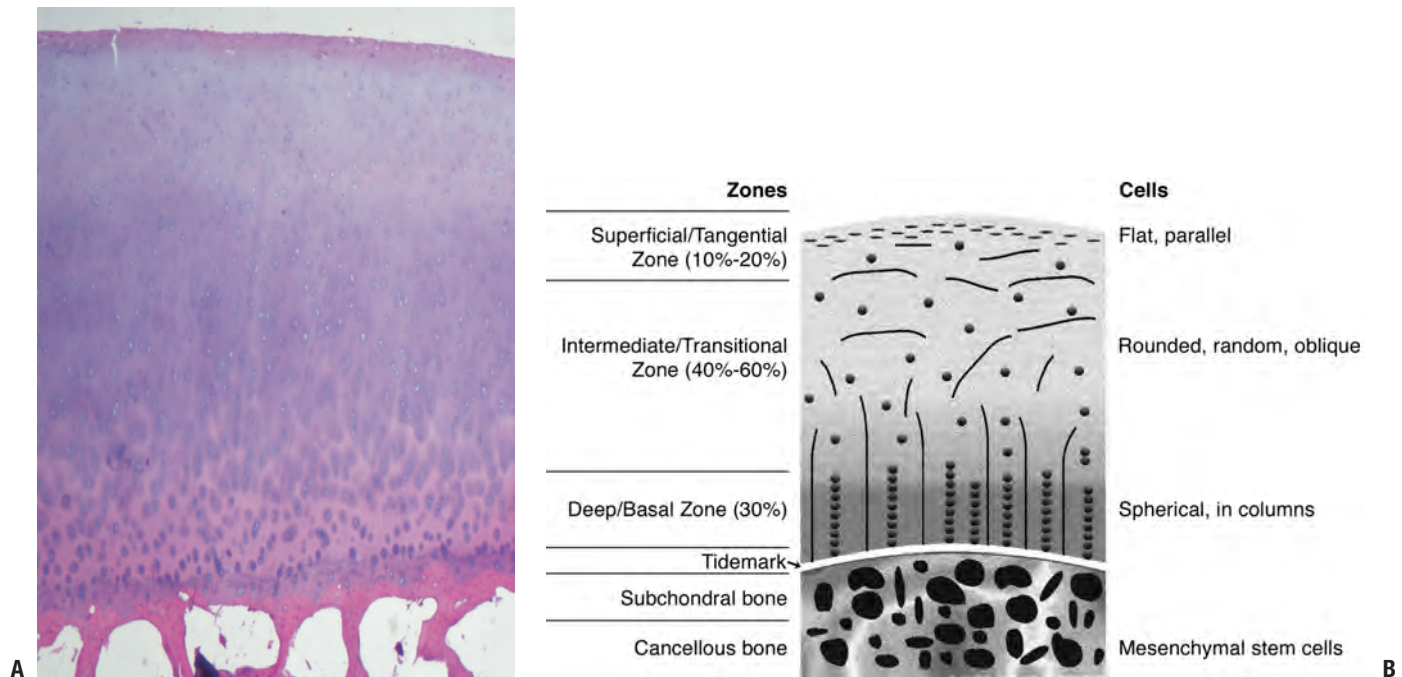 Zones
Cells
Superficial/Tangential
Zone (10%-20%)
Flat, parallel
Intermediate/Transitional
Zone (40%-60%)
Rounded, random, oblique
Deep/Basal Zone (30%)
Spherical, in columns
Tidemark
Subchondral bone
Cancellous bone
Mesenchymal stem cells
A
B